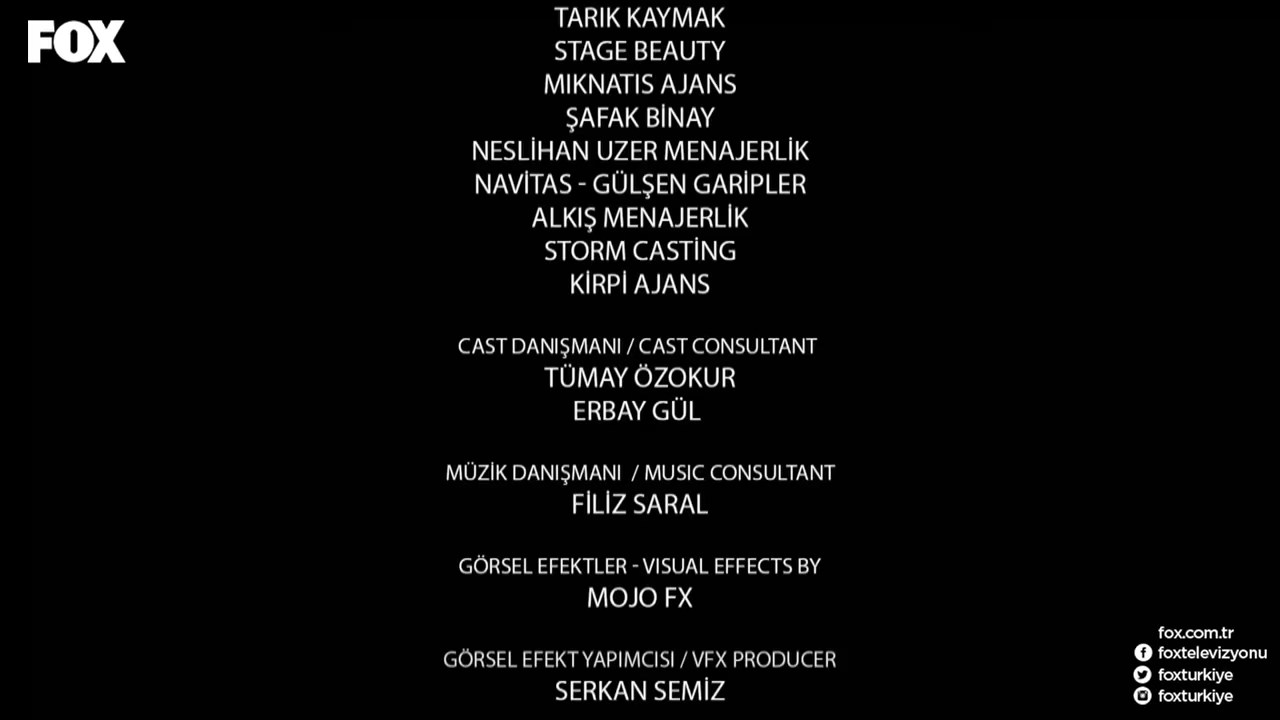 FOX
TARIK KAYMAK
STAGE BEAUTY
MIKNATIS AJANS
ŞAFAK BİNAY
NESLİHAN UZER MENAJERLİK
NAVİTAS - GÜLŞEN GARİPLER
ALKIŞ MENAJERLİK
STORM CASTİNG
KİRPİ AJANS
CAST DANIŞMANI / CAST CONSULTANT
TÜMAY ÖZOKUR
ERBAY GÜL
MÜZİK DANIŞMANI / MUSIC CONSULTANT
FİLİZ SARAL
GÖRSEL EFEKTLER - VISUAL EFFECTS BY
MOJO FX
GÖRSEL EFEKT YAPIMCISI / VFX PRODUCER
SERKAN SEMİZ
fox.com.tr
foxtelevizyonu
foxturkiye
foxturkiye